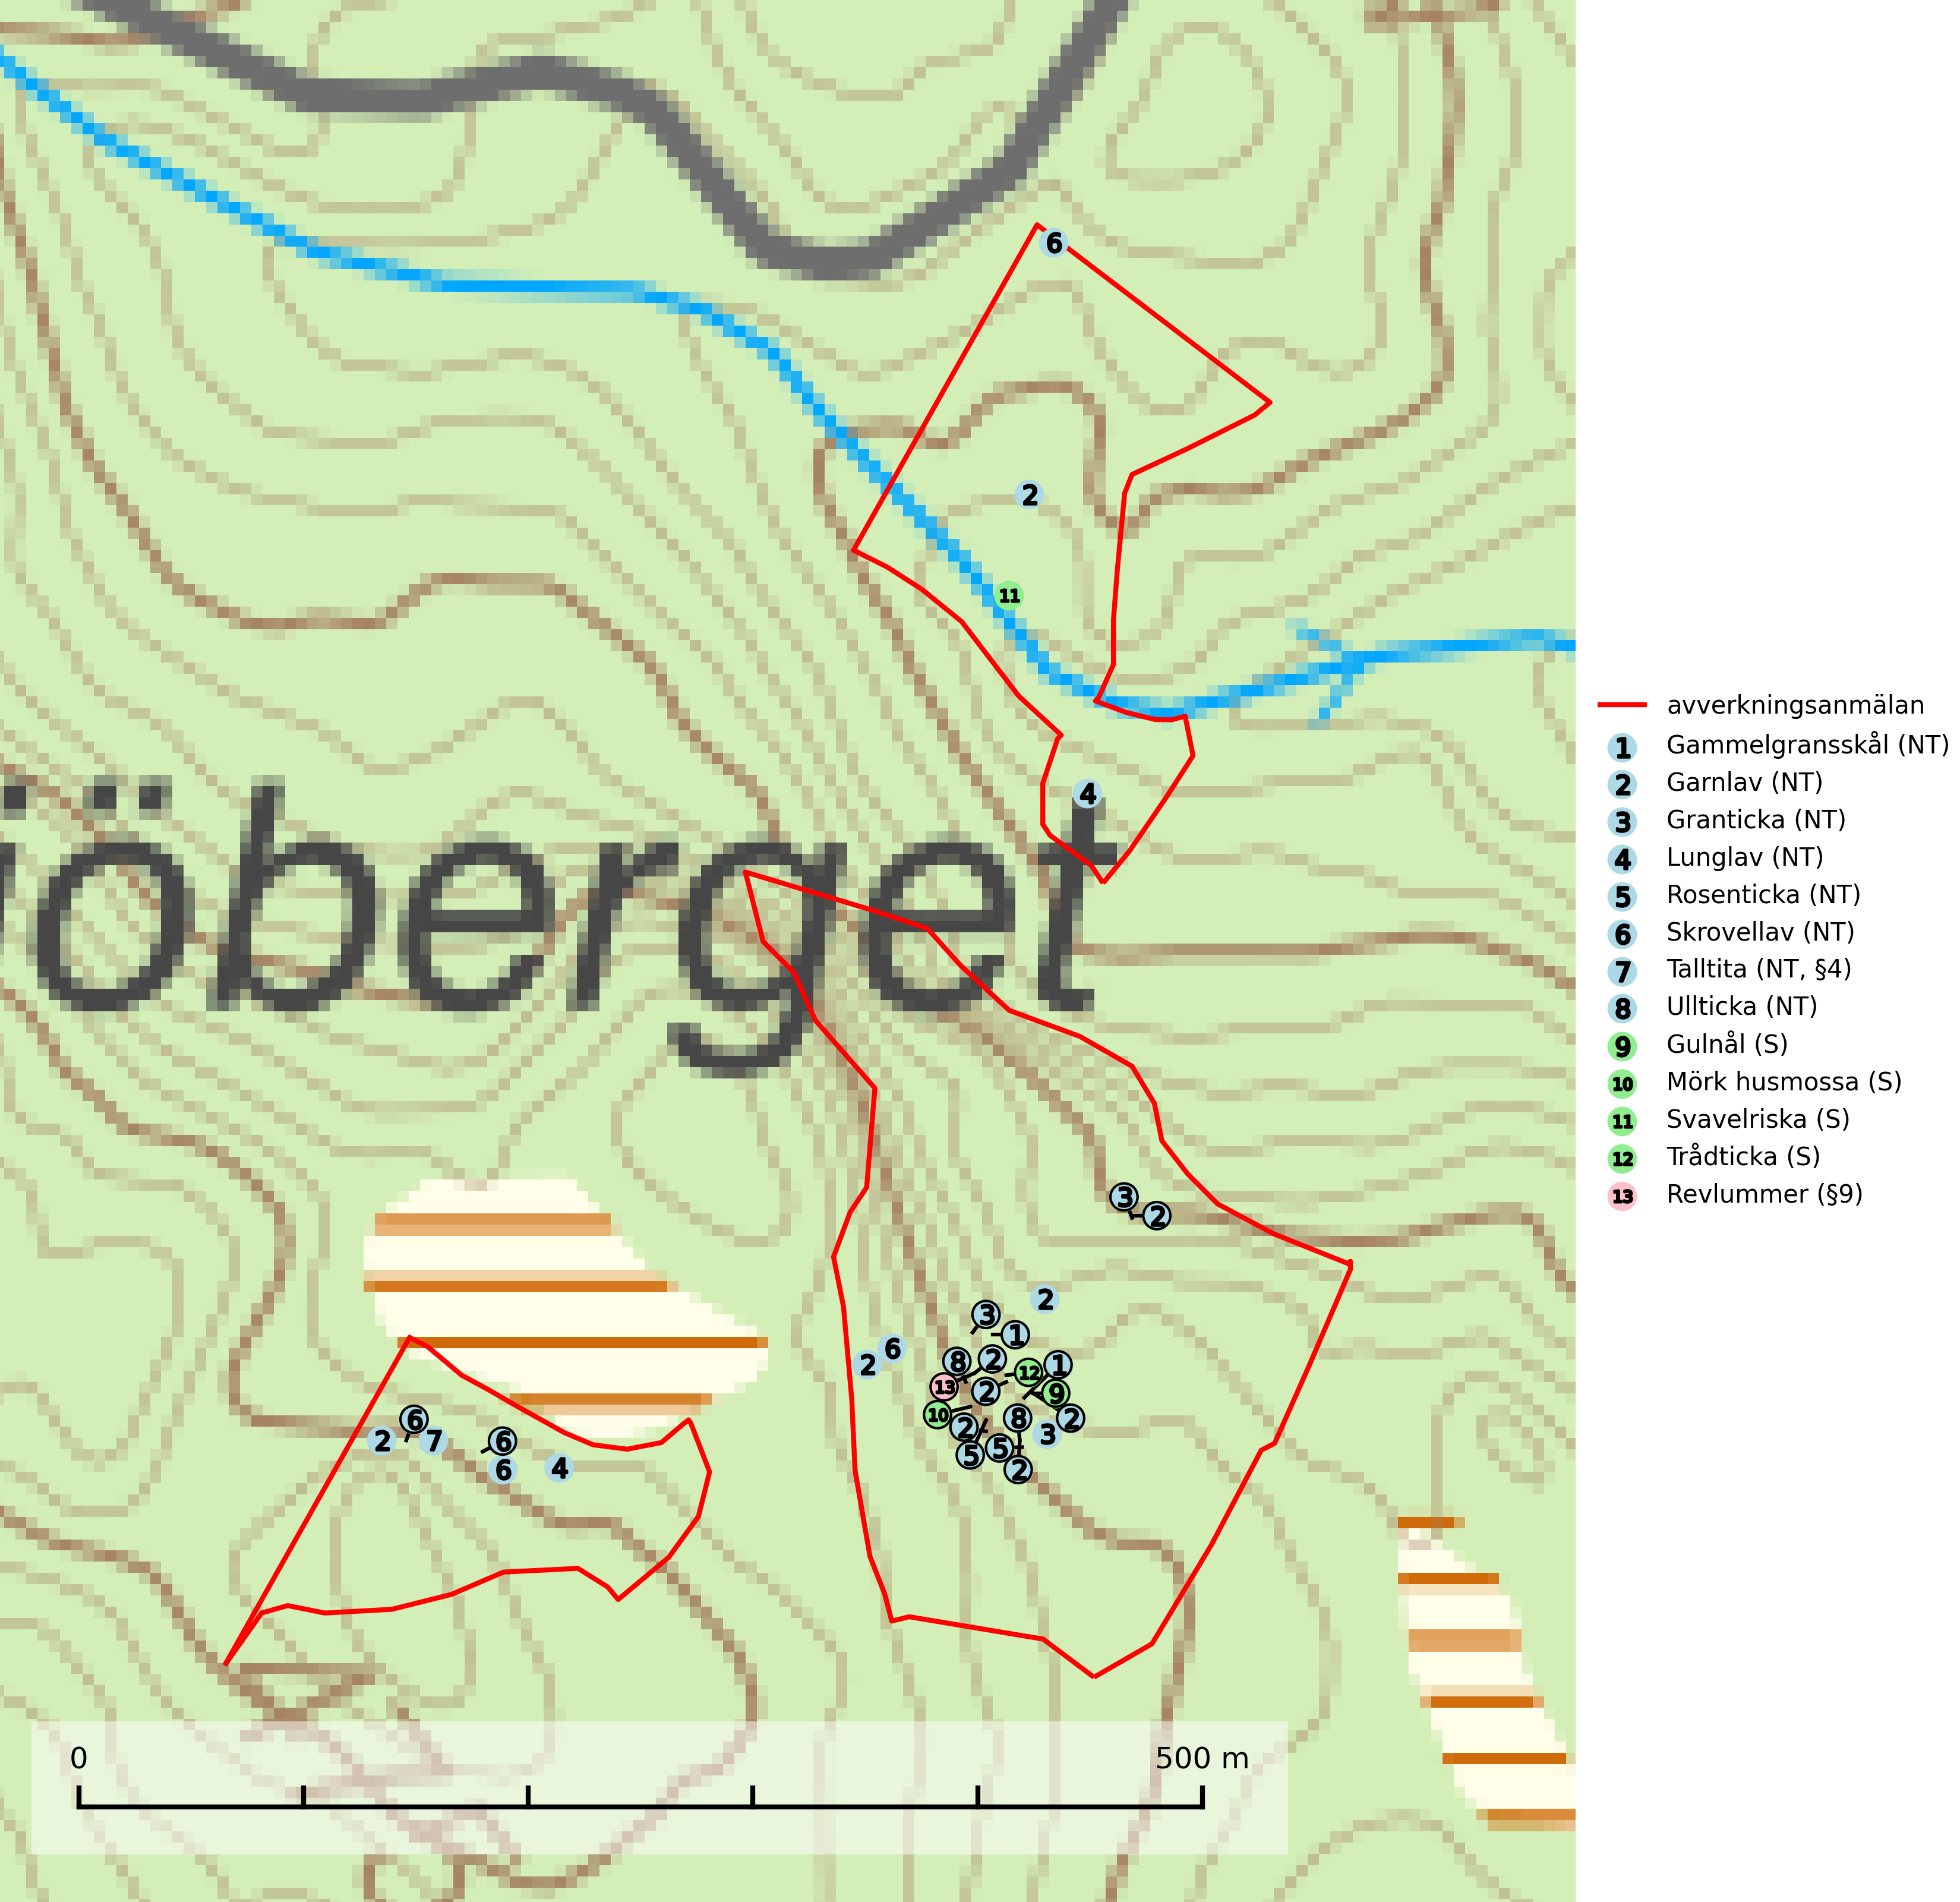 6
2
11
4
öberget
3
2
2
3
1
6
2
8
2
12
1
13
2
9
10
2
8
2
3
5
5
2
6
2
7
6
6
4
0 500 m
avverkningsanmälan
1 Gammelgransskål (NT)
2 Garnlav (NT)
3 Granticka (NT)
4 Lunglav (NT)
5 Rosenticka (NT)
6 Skrovellav (NT)
7 Talltita (NT, §4)
8 Ullticka (NT)
9 Gulnål (S)
10 Mörk husmossa (S)
11 Svavelriska (S)
12 Trådticka (S)
13 Revlummer (§9)